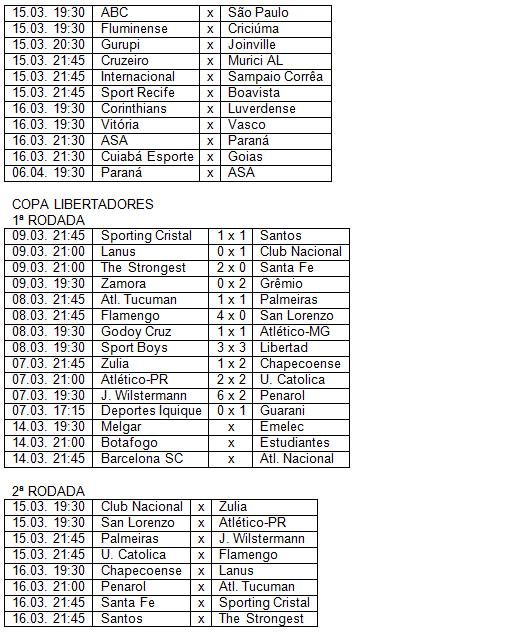 15.03. 19:30 ABC x São Paulo
15.03. 19:30 Fluminense x Criciúma
15.03. 20:30 Gurupi x Joinville
15.03. 21:45 Cruzeiro x Murici AL
15.03. 21:45 Internacional x Sampaio Corrêa
15.03. 21:45 Sport Recife x Boavista
16.03. 19:30 Corinthians x Luverdense
16.03. 19:30 Vitória x Vasco
16.03. 21:30 ASA x Paraná
16.03. 21:30 Cuiabá Esporte x Goias
06.04. 19:30 Paraná x ASA
COPA LIBERTADORES
1ª RODADA
09.03. 21:45 Sporting Cristal 1 x 1 Santos
09.03. 21:00 Lanus 0 x 1 Club Nacional
09.03. 21:00 The Strongest 2 x 0 Santa Fe
09.03. 19:30 Zamora 0 x 2 Grêmio
08.03. 21:45 Atl. Tucuman 1 x 1 Palmeiras
08.03. 21:45 Flamengo 4 x 0 San Lorenzo
08.03. 19:30 Godoy Cruz 1 x 1 Atlético-MG
08.03. 19:30 Sport Boys 3 x 3 Libertad
07.03. 21:45 Zulia 1 x 2 Chapecoense
07.03. 21:00 Atlético-PR 2 x 2 U. Catolica
07.03. 19:30 J. Wilstermann 6 x 2 Penarol
07.03. 17:15 Deportes Iquique 0 x 1 Guarani
14.03. 19:30 Melgar x Emelec
14.03. 21:00 Botafogo x Estudiantes
14.03. 21:45 Barcelona SC x Atl. Nacional
2ª RODADA
15.03. 19:30 Club Nacional x Zulia
15.03. 19:30 San Lorenzo x Atlético-PR
15.03. 21:45 Palmeiras x J. Wilstermann
15.03. 21:45 U. Catolica x Flamengo
16.03. 19:30 Chapecoense x Lanus
16.03. 21:00 Penarol x Atl. Tucuman
16.03. 21:45 Santa Fe x Sporting Cristal
16.03. 21:45 Santos x The Strongest